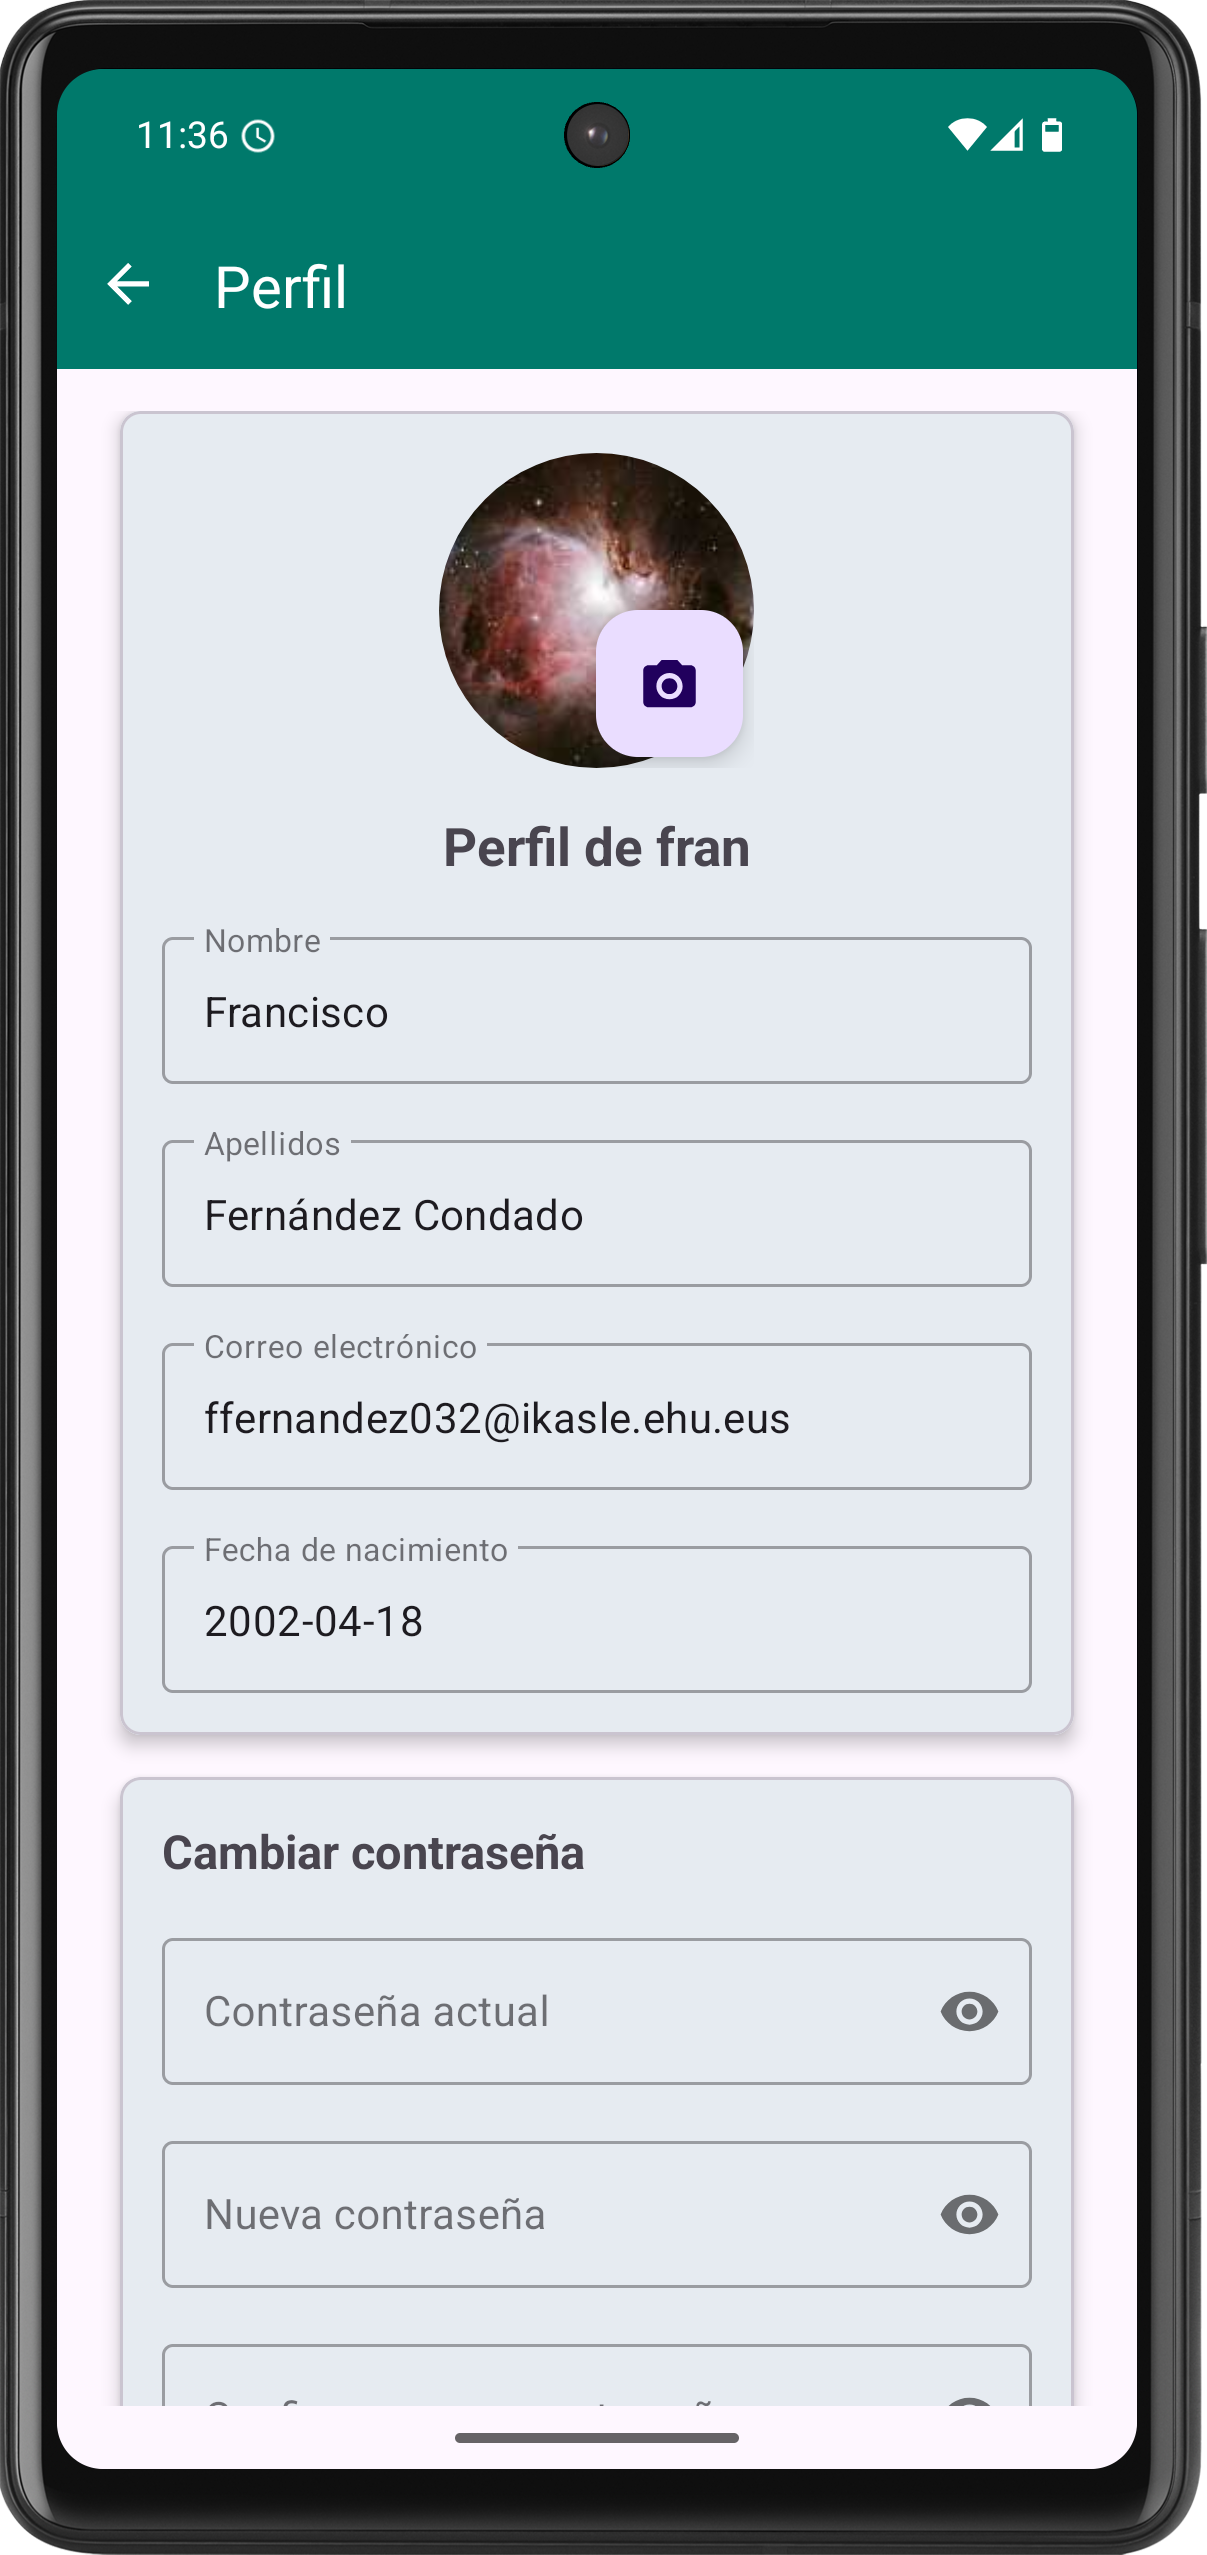 11:36
Perfil
Perfil de fran
Nombre
Francisco
Apellidos
Fernández Condado
Correo electrónico
ffernandez032@ikasle.ehu.eus
Fecha de nacimiento
2002-04-18
Cambiar contraseña
Contraseña actual
Nueva contraseña